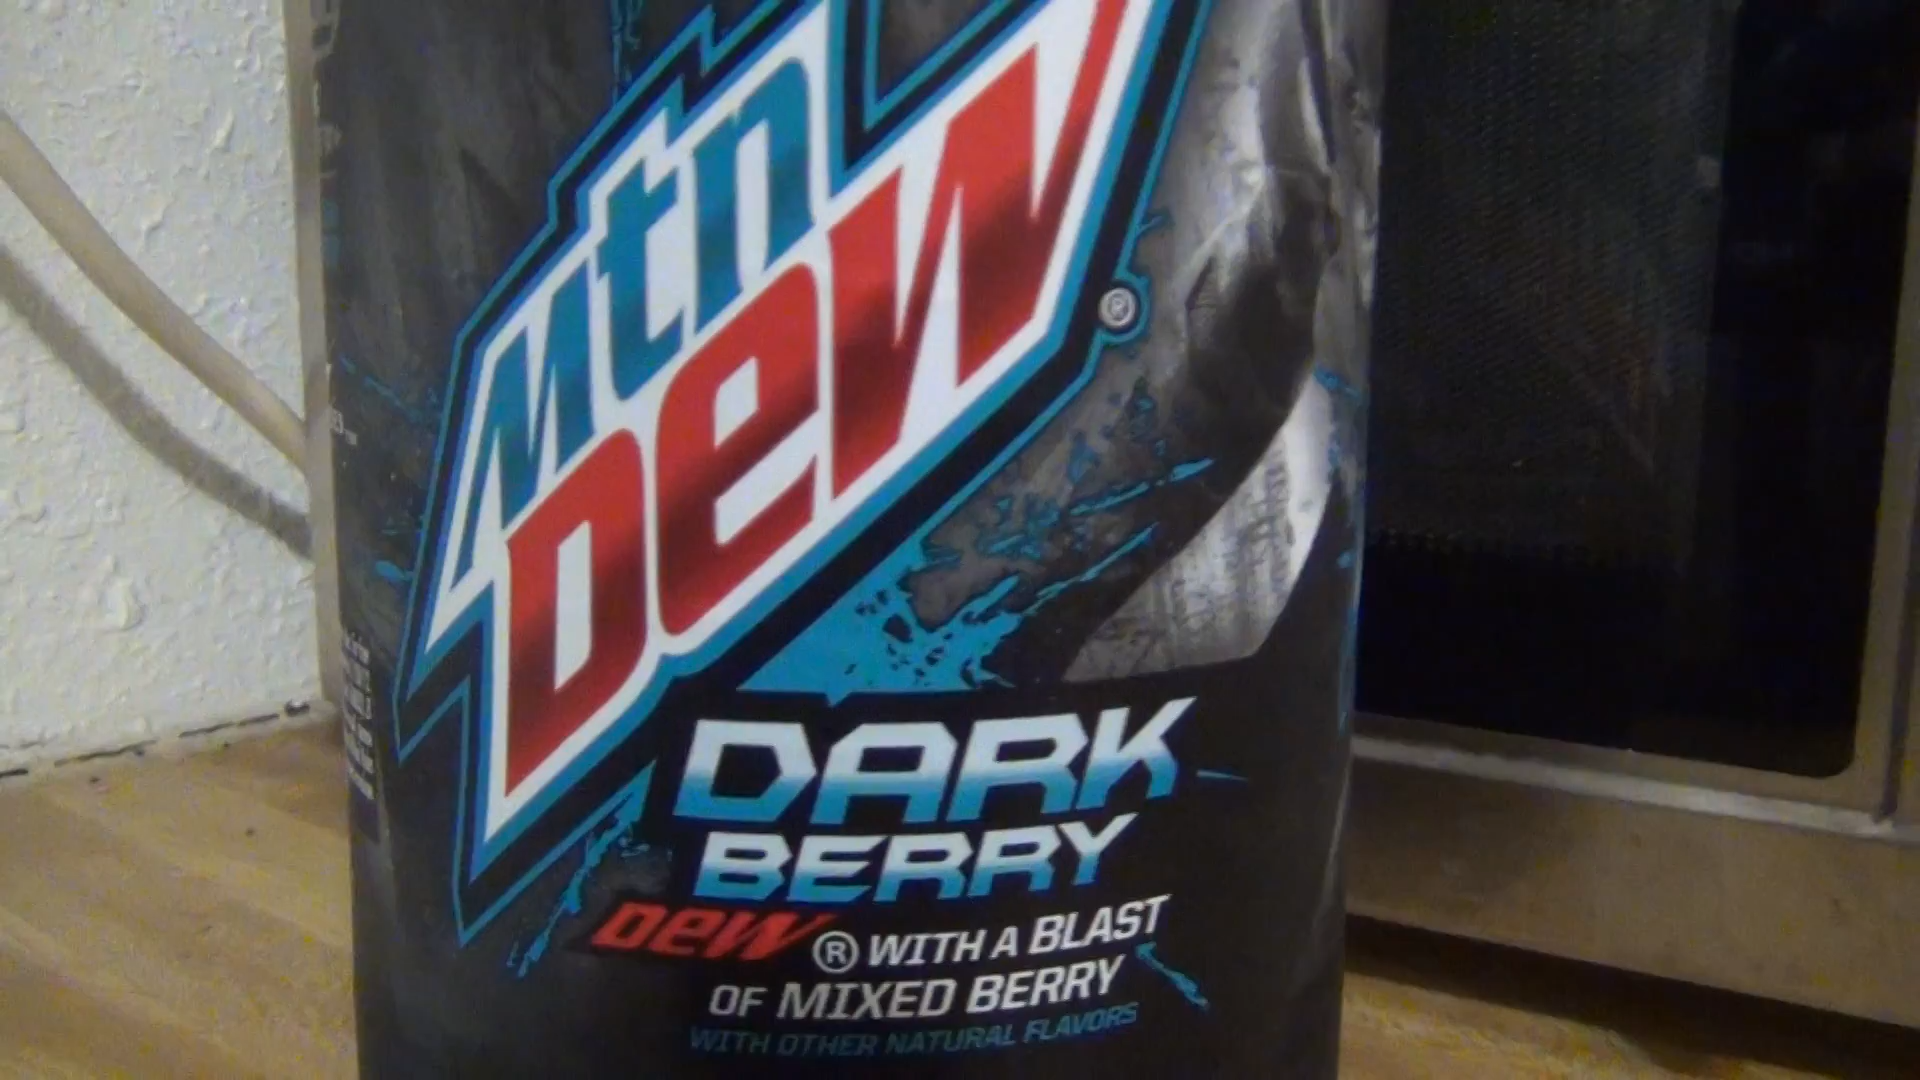 Mtn
Dew ®
DARK
BERRY
Dew ® WITH A BLAST
OF MIXED BERRY
WITH OTHER NATURAL FLAVORS